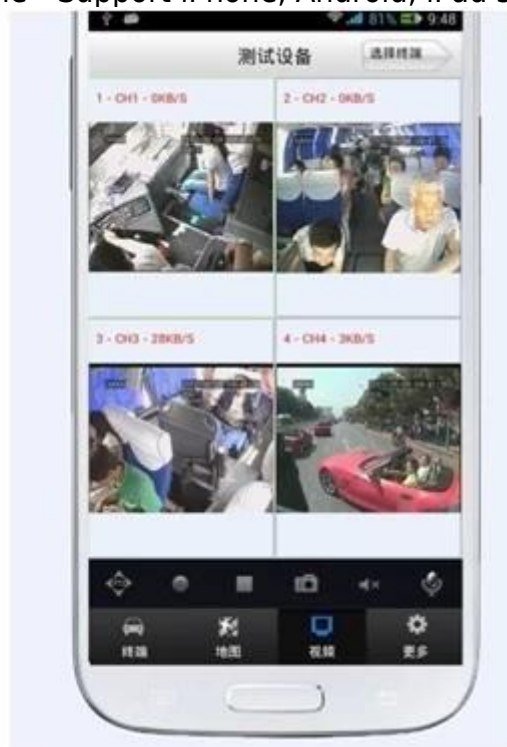 Support iPhone, Android,
81% 9:48
测试设备
选择终端
1 - CH1 - 0KB/S
2 - CH2 - 0KB/S
3 - CH3 - 28KB/S
4 - CH4 - 3KB/S
终端 地图 视频 更多